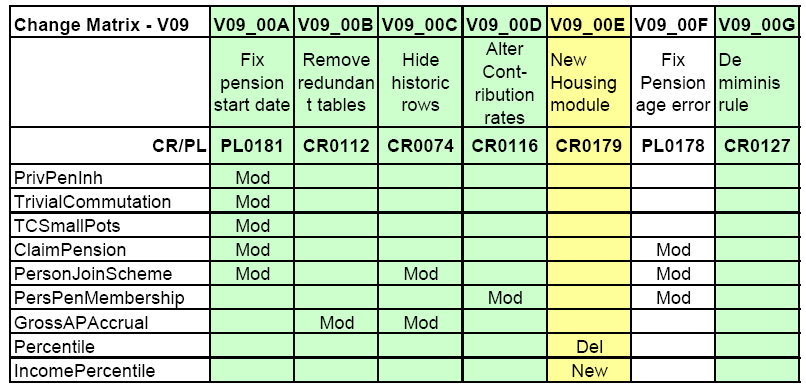 Change Matrix - V09 V09_00A V09_00B V09_00C V09_00D V09_00E V09_00F V09_00G
Fix pension start date
Remove redundan t tables
Hide historic rows
Alter Cont- ribution rates
New Housing module
Fix Pension age error
De miminis rule
CR/PL PL0181 CR0112 CR0074 CR0116 CR0179 PL0178 CR0127
PrivPenInh Mod
TrivialCommutation Mod
TCSmallPots Mod
ClaimPension Mod Mod
PersonJoinScheme Mod Mod Mod
PersPenMembership Mod Mod
GrossAPAccrual Mod Mod
Percentile Del
IncomePercentile New